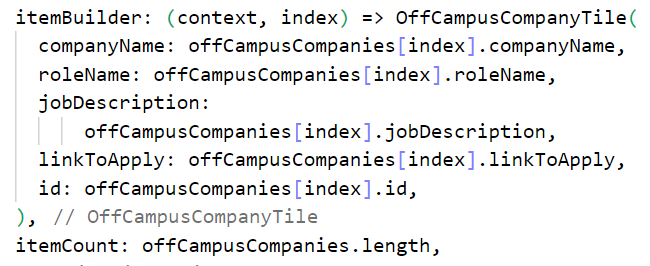 itemBuilder: (context, index) => OffCampusCompanyTile(
companyName: offCampusCompanies[index].companyName,
roleName: offCampusCompanies[index].roleName,
jobDescription:
offCampusCompanies[index].jobDescription,
linkToApply: offCampusCompanies[index].linkToApply,
id: offCampusCompanies[index].id,
), // OffCampusCompanyTile
itemCount: offCampusCompanies.length,